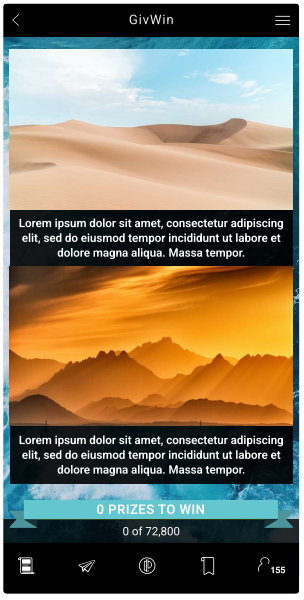 GivWin
Lorem ipsum dolor sit amet, consectetur adipiscing
elit, sed do eiusmod tempor incididunt ut labore et
dolore magna aliqua. Massa tempor.
Lorem ipsum dolor sit amet, consectetur adipiscing
elit, sed do eiusmod tempor incididunt ut labore et
dolore magna aliqua. Massa tempor.
0 PRIZES TO WIN
0 of 72,800
155